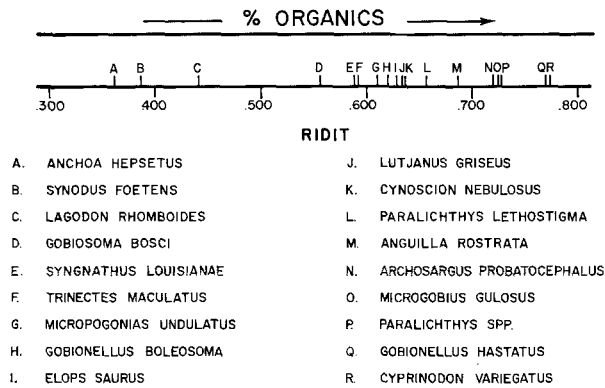 % ORGANICS
A B C D E F G H I J K L M N O P Q R
.300 .400 .500 .600 .700 .800
RIDIT
A. ANCHOA HEPSETUS
B. SYNODUS FOETENS
C. LAGODON RHOMBOIDES
D. GOBIOSOMA BOSCI
E. SYNGNATHUS LOUISIANAE
F. TRINECTES MACULATUS
G. MICROPOGONIAS UNDULATUS
H. GOBIONELLUS BOLEOSOMA
I. ELOPS SAURUS
J. LUTJANUS GRISEUS
K. CYNOSCION NEBULOSUS
L. PARALICHTHYS LETHOSTIGMA
M. ANGUILLA ROSTRATA
N. ARCHOSARGUS PROBATOCEPHALUS
O. MICROGOBIUS GULOSUS
P. PARALICHTHYS SPP.
Q. GOBIONELLUS HASTATUS
R. CYPRINODON VARIEGATUS